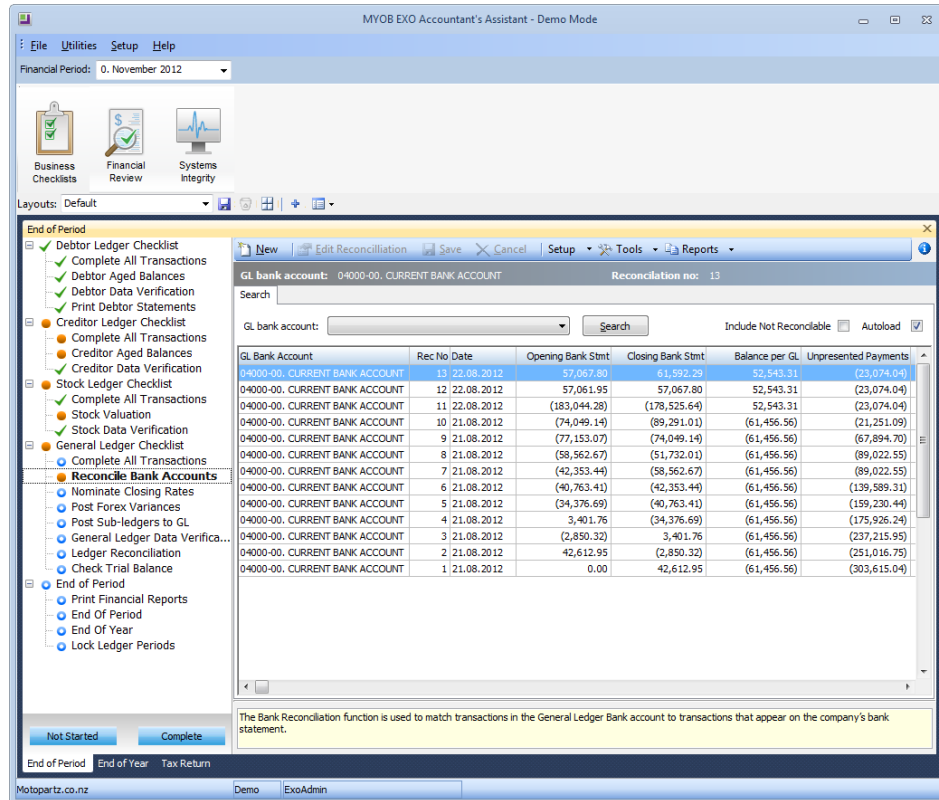 MYOB EXO Accountant's Assistant - Demo Mode
File Utilities Setup Help
Financial Period: 0. November 2012
Business Checklists
Financial Review
Systems Integrity
Layouts: Default
End of Period
Debtor Ledger Checklist
Complete All Transactions
Debtor Aged Balances
Debtor Data Verification
Print Debtor Statements
Creditor Ledger Checklist
Complete All Transactions
Creditor Aged Balances
Creditor Data Verification
Stock Ledger Checklist
Complete All Transactions
Stock Valuation
Stock Data Verification
General Ledger Checklist
Complete All Transactions
Reconcile Bank Accounts
Nominate Closing Rates
Post Forex Variances
Post Sub-ledgers to GL
General Ledger Data Verifica...
Ledger Reconciliation
Check Trial Balance
End of Period
Print Financial Reports
End Of Period
End Of Year
Lock Ledger Periods
Not Started Complete
End of Period End of Year Tax Return
New Edit Reconcilliation Save Cancel Setup Tools Reports
GL bank account: 04000-00. CURRENT BANK ACCOUNT Reconcilation no: 13
Search
GL bank account: Search Include Not Reconcilable Autoload
GL Bank Account Rec No Date Opening Bank Stmt Closing Bank Stmt Balance per GL Unpresented Payments
04000-00. CURRENT BANK ACCOUNT 13 22.08.2012 57,067.80 61,592.29 52,543.31 (23,074.04)
04000-00. CURRENT BANK ACCOUNT 12 22.08.2012 57,061.95 57,067.80 52,543.31 (23,074.04)
04000-00. CURRENT BANK ACCOUNT 11 22.08.2012 (183,044.28) (178,525.64) 52,543.31 (23,074.04)
04000-00. CURRENT BANK ACCOUNT 10 21.08.2012 (74,049.14) (89,291.01) (61,456.56) (21,251.09)
04000-00. CURRENT BANK ACCOUNT 9 21.08.2012 (77,153.07) (74,049.14) (61,456.56) (67,894.70)
04000-00. CURRENT BANK ACCOUNT 8 21.08.2012 (58,562.67) (51,732.01) (61,456.56) (89,022.55)
04000-00. CURRENT BANK ACCOUNT 7 21.08.2012 (42,353.44) (58,562.67) (61,456.56) (89,022.55)
04000-00. CURRENT BANK ACCOUNT 6 21.08.2012 (40,763.41) (42,353.44) (61,456.56) (139,589.31)
04000-00. CURRENT BANK ACCOUNT 5 21.08.2012 (34,376.69) (40,763.41) (61,456.56) (159,230.44)
04000-00. CURRENT BANK ACCOUNT 4 21.08.2012 3,401.76 (34,376.69) (61,456.56) (175,926.24)
04000-00. CURRENT BANK ACCOUNT 3 21.08.2012 (2,850.32) 3,401.76 (61,456.56) (237,215.95)
04000-00. CURRENT BANK ACCOUNT 2 21.08.2012 42,612.95 (2,850.32) (61,456.56) (251,016.75)
04000-00. CURRENT BANK ACCOUNT 1 21.08.2012 0.00 42,612.95 (61,456.56) (303,615.04)
The Bank Reconciliation function is used to match transactions in the General Ledger Bank account to transactions that appear on the company's bank
statement.
Motopartz.co.nz Demo ExoAdmin